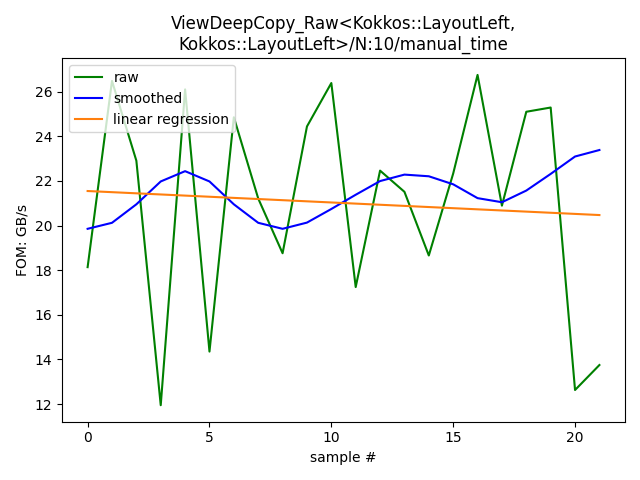 ViewDeepCopy_Raw<Kokkos::LayoutLeft,
Kokkos::LayoutLeft>/N:10/manual_time
raw
smoothed
linear regression
FOM: GB/s
26
24
22
20
18
16
14
12
0
5
10
15
20
sample #